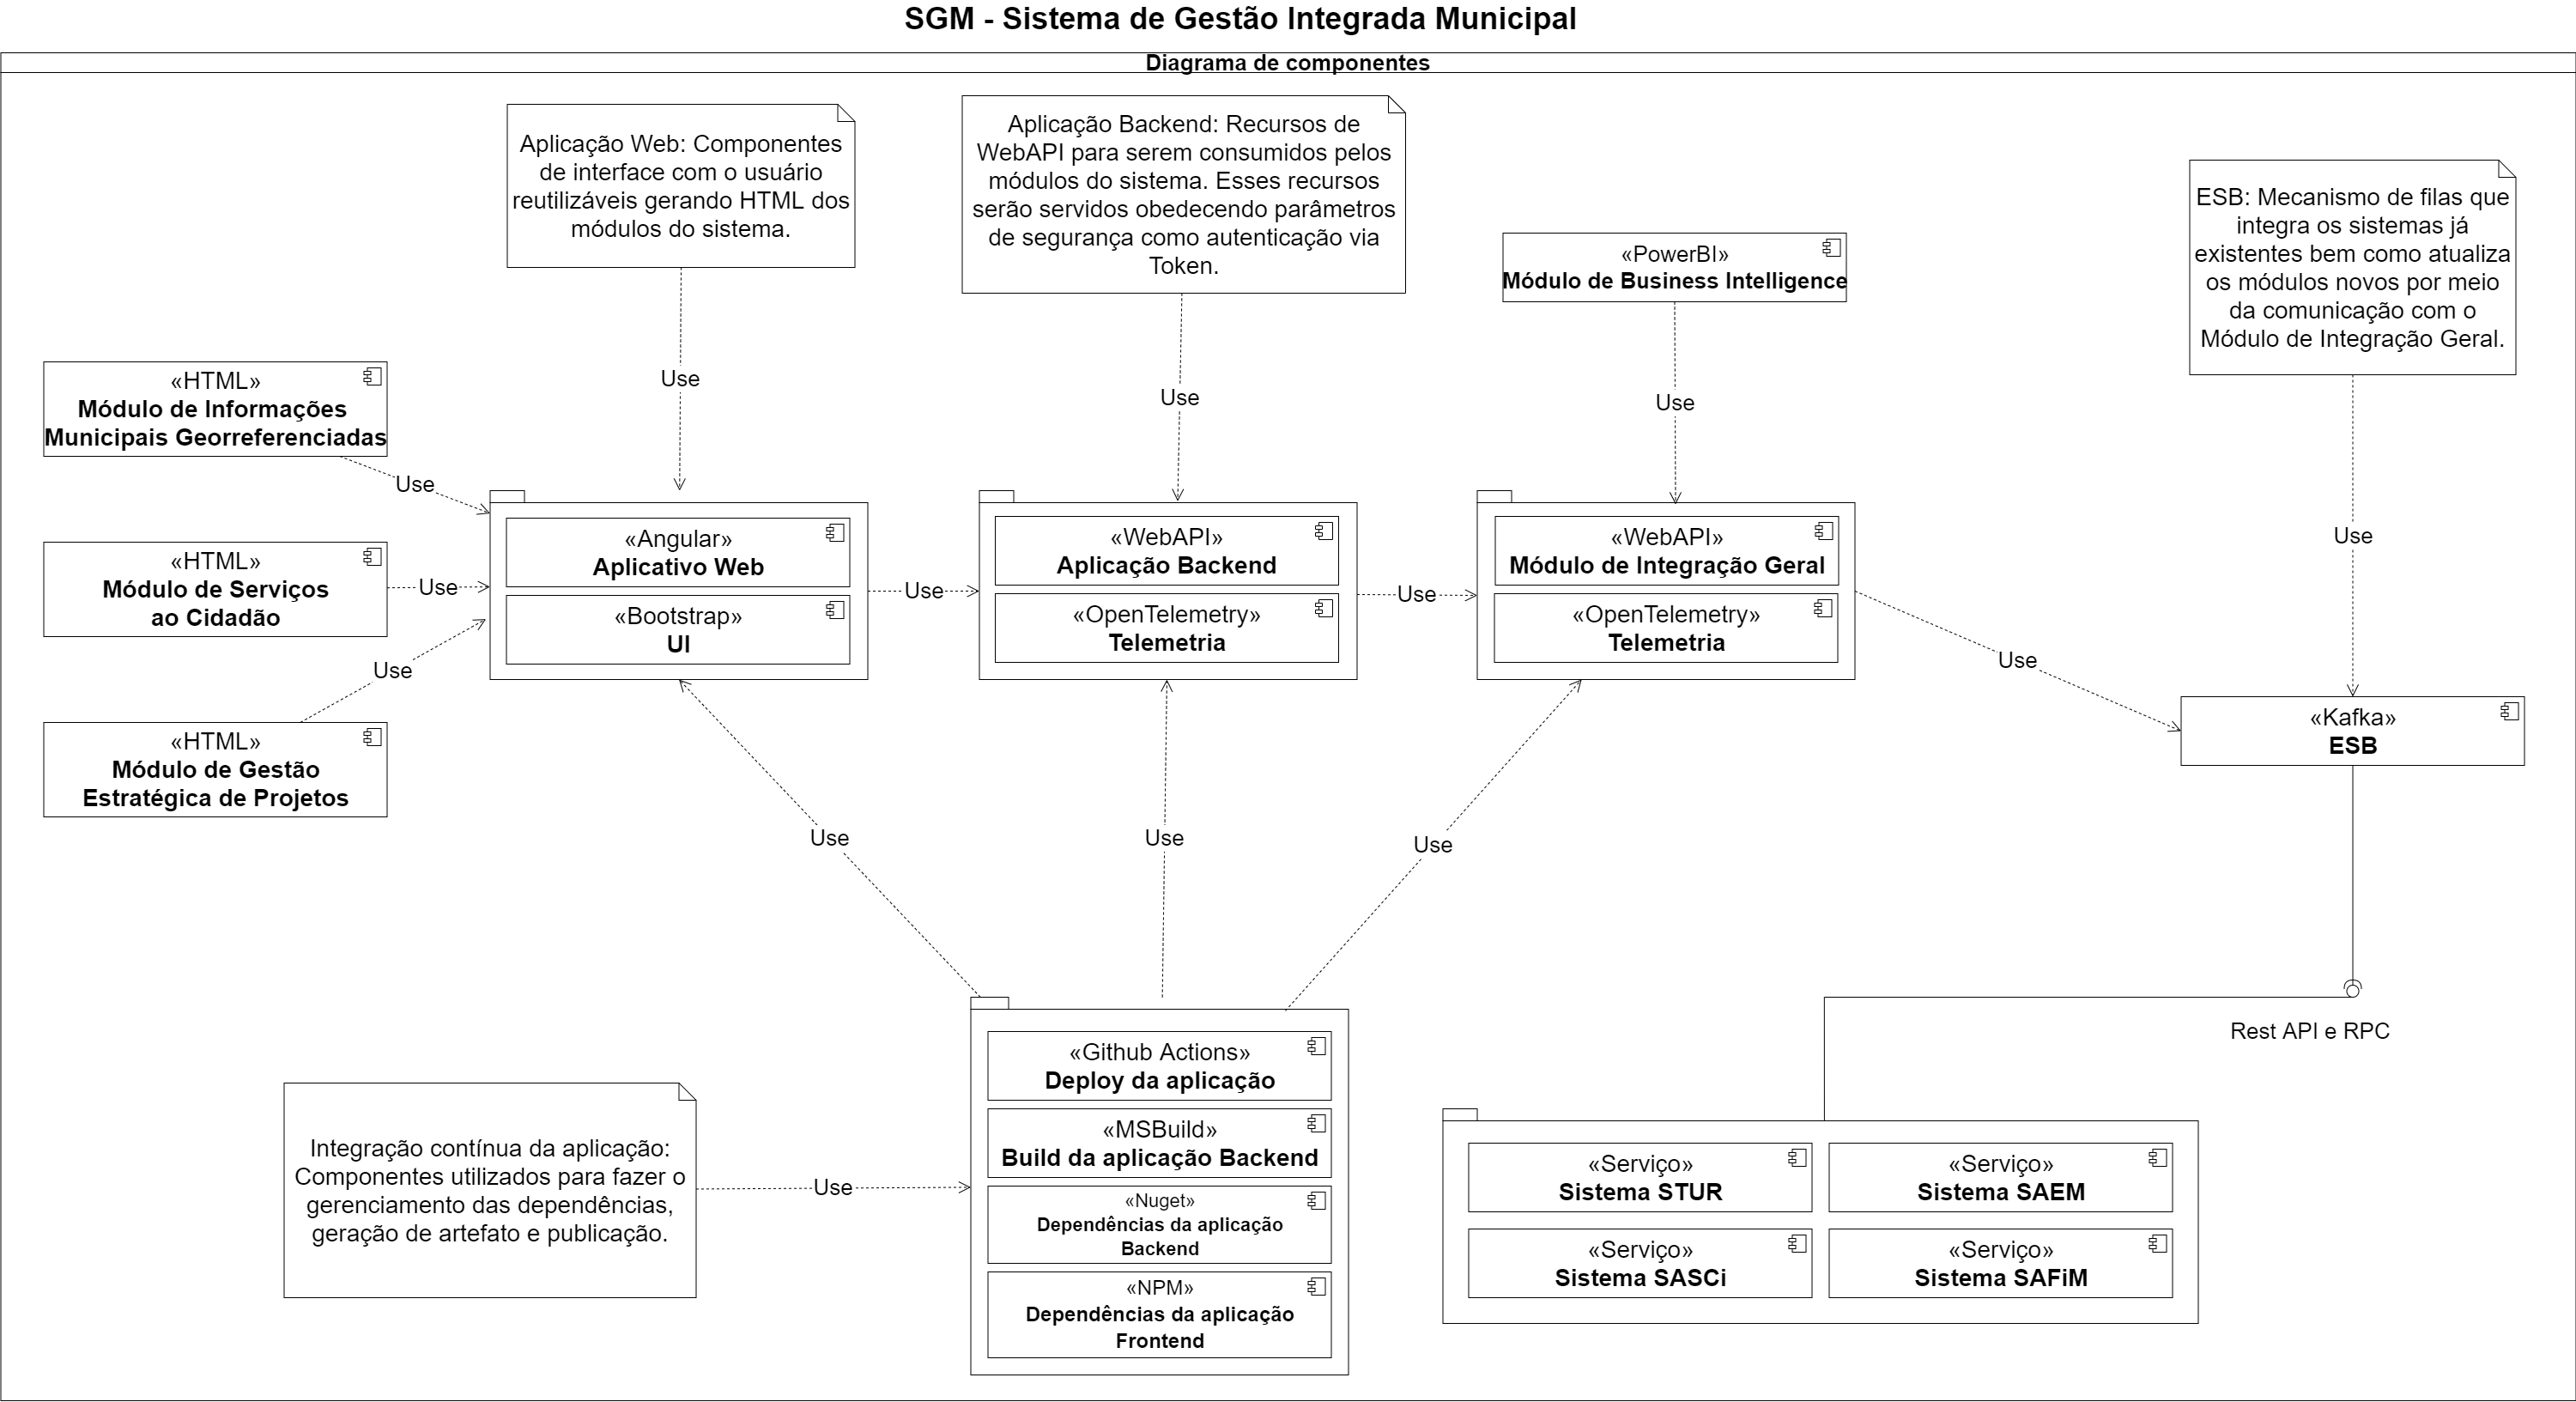 SGM - Sistema de Gestão Integrada Municipal
Diagrama de componentes
Aplicação Web: Componentes
de interface com o usuário
reutilizáveis gerando HTML dos
módulos do sistema.
Aplicação Backend: Recursos de
WebAPI para serem consumidos pelos
módulos do sistema. Esses recursos
serão servidos obedecendo parâmetros
de segurança como autenticação via
Token.
«PowerBI»
Módulo de Business Intelligence
ESB: Mecanismo de filas que
integra os sistemas já
existentes bem como atualiza
os módulos novos por meio
da comunicação com o
Módulo de Integração Geral.
Use
Use
Use
Use
«HTML»
Módulo de Informações
Municipais Georreferenciadas
Use
«HTML»
Módulo de Serviços
ao Cidadão
Use
«HTML»
Módulo de Gestão
Estratégica de Projetos
Use
«Angular»
Aplicativo Web
«Bootstrap»
UI
Use
«WebAPI»
Aplicação Backend
«OpenTelemetry»
Telemetria
Use
«WebAPI»
Módulo de Integração Geral
«OpenTelemetry»
Telemetria
Use
«Kafka»
ESB
Use
Use
Use
Rest API e RPC
Integração contínua da aplicação:
Componentes utilizados para fazer o
gerenciamento das dependências,
geração de artefato e publicação.
Use
«Github Actions»
Deploy da aplicação
«MSBuild»
Build da aplicação Backend
«Nuget»
Dependências da aplicação
Backend
«NPM»
Dependências da aplicação
Frontend
«Serviço»
Sistema STUR
«Serviço»
Sistema SAEM
«Serviço»
Sistema SASCi
«Serviço»
Sistema SAFiM